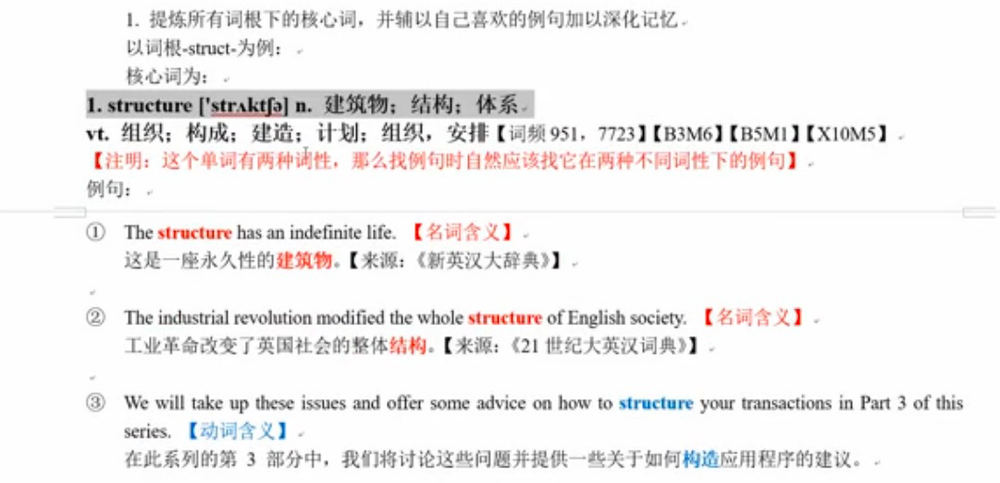 1. 提炼所有词根下的核心词，并辅以自己喜欢的例句加以深化记忆
以词根-struct-为例：
核心词为：
1. structure ['strʌktʃə] n. 建筑物；结构；体系
vt. 组织；构成；建造；计划；组织，安排【词频 951，7723】【B3M6】【B5M1】【X10M5】
【注明：这个单词有两种词性，那么找例句时自然应该找它在两种不同词性下的例句】
例句：
① The structure has an indefinite life. 【名词含义】
这是一座永久性的建筑物。【来源：《新英汉大辞典》】
② The industrial revolution modified the whole structure of English society. 【名词含义】
工业革命改变了英国社会的整体结构。【来源：《21 世纪大英汉词典》】
③ We will take up these issues and offer some advice on how to structure your transactions in Part 3 of this
series. 【动词含义】
在此系列的第 3 部分中，我们将讨论这些问题并提供一些关于如何构造应用程序的建议。